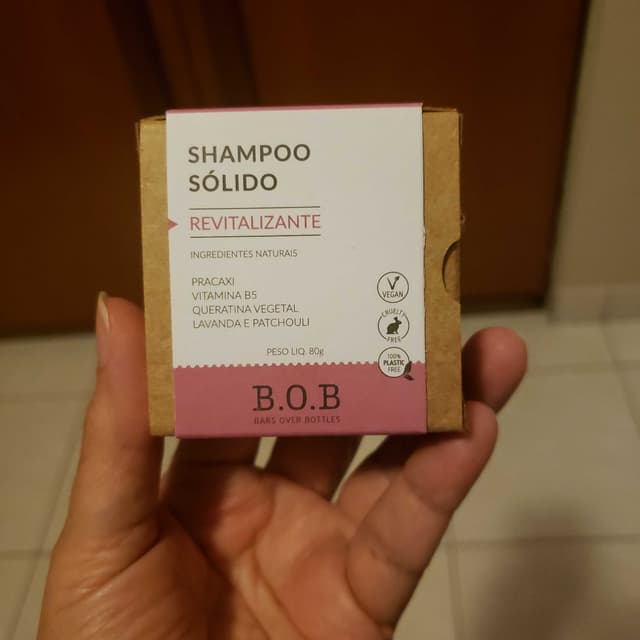 SHAMPOO
SÓLIDO
REVITALIZANTE
INGREDIENTES NATURAIS
PRACAXI
VITAMINA B5
QUERATINA VEGETAL
LAVANDA E PATCHOULI
VEGAN
CRUELTY
FREE
100%
PLASTIC
FREE
PESO LIQ. 80g
B.O.B
BARS OVER BOTTLES